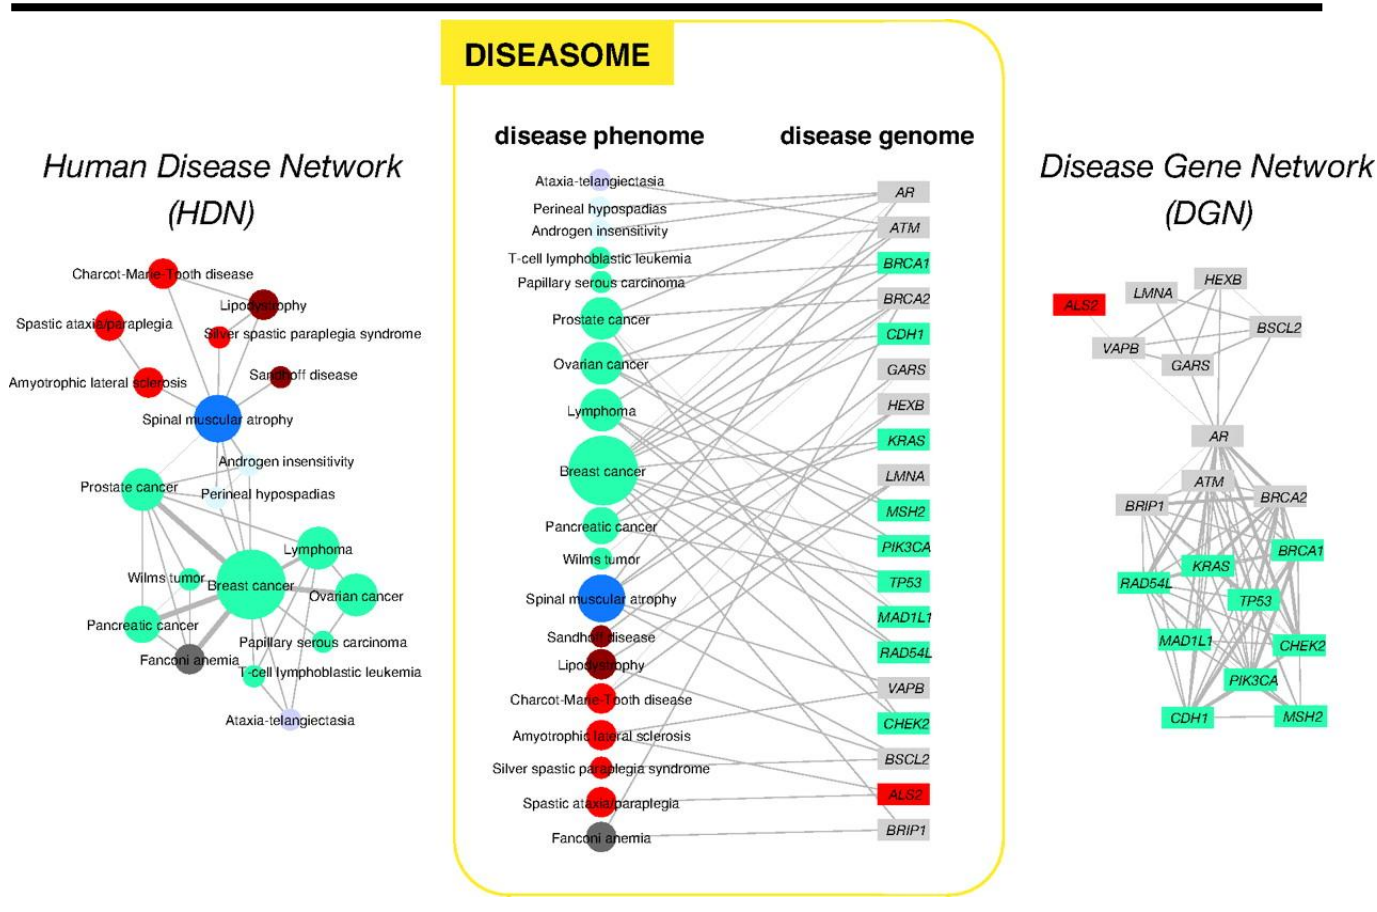 DISEASOME
disease phenome
disease genome
Human Disease Network
(HDN)
Disease Gene Network
(DGN)
Charcot-Marie-Tooth disease
Lipodystrophy
Spastic ataxia/paraplegia
Silver spastic paraplegia syndrome
Amyotrophic lateral sclerosis
Sandhoff disease
Spinal muscular atrophy
Androgen insensitivity
Prostate cancer
Perineal hypospadias
Lymphoma
Wilms tumor
Breast cancer
Ovarian cancer
Pancreatic cancer
Papillary serous carcinoma
Fanconi anemia
T-cell lymphoblastic leukemia
Ataxia-telangiectasia
Ataxia-telangiectasia
Perineal hypospadias
Androgen insensitivity
T-cell lymphoblastic leukemia
Papillary serous carcinoma
Prostate cancer
Ovarian cancer
Lymphoma
Breast cancer
Pancreatic cancer
Wilms tumor
Spinal muscular atrophy
Sandhoff disease
Lipodystrophy
Charcot-Marie-Tooth disease
Amyotrophic lateral sclerosis
Silver spastic paraplegia syndrome
Spastic ataxia/paraplegia
Fanconi anemia
AR
ATM
BRCA1
BRCA2
CDH1
GARS
HEXB
KRAS
LMNA
MSH2
PIK3CA
TP53
MAD1L1
RAD54L
VAPB
CHEK2
BSCL2
ALS2
BRIP1
HEXB
LMNA
ALS2
BSCL2
VAPB
GARS
AR
ATM
BRCA2
BRIP1
BRCA1
KRAS
RAD54L
TP53
MAD1L1
CHEK2
PIK3CA
CDH1
MSH2